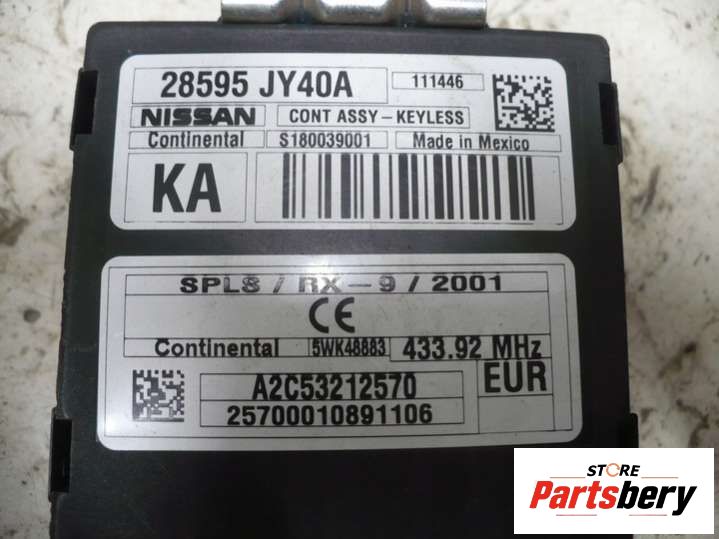 28595 JY40A 111446
NISSAN CONT ASSY-KEYLESS
Continental S180039001 Made in Mexico
KA
SPLS / RX-9 / 2001
CE
Continental 5WK48883 433.92 MHz
A2C53212570 EUR
25700010891106
STORE
Partsbery